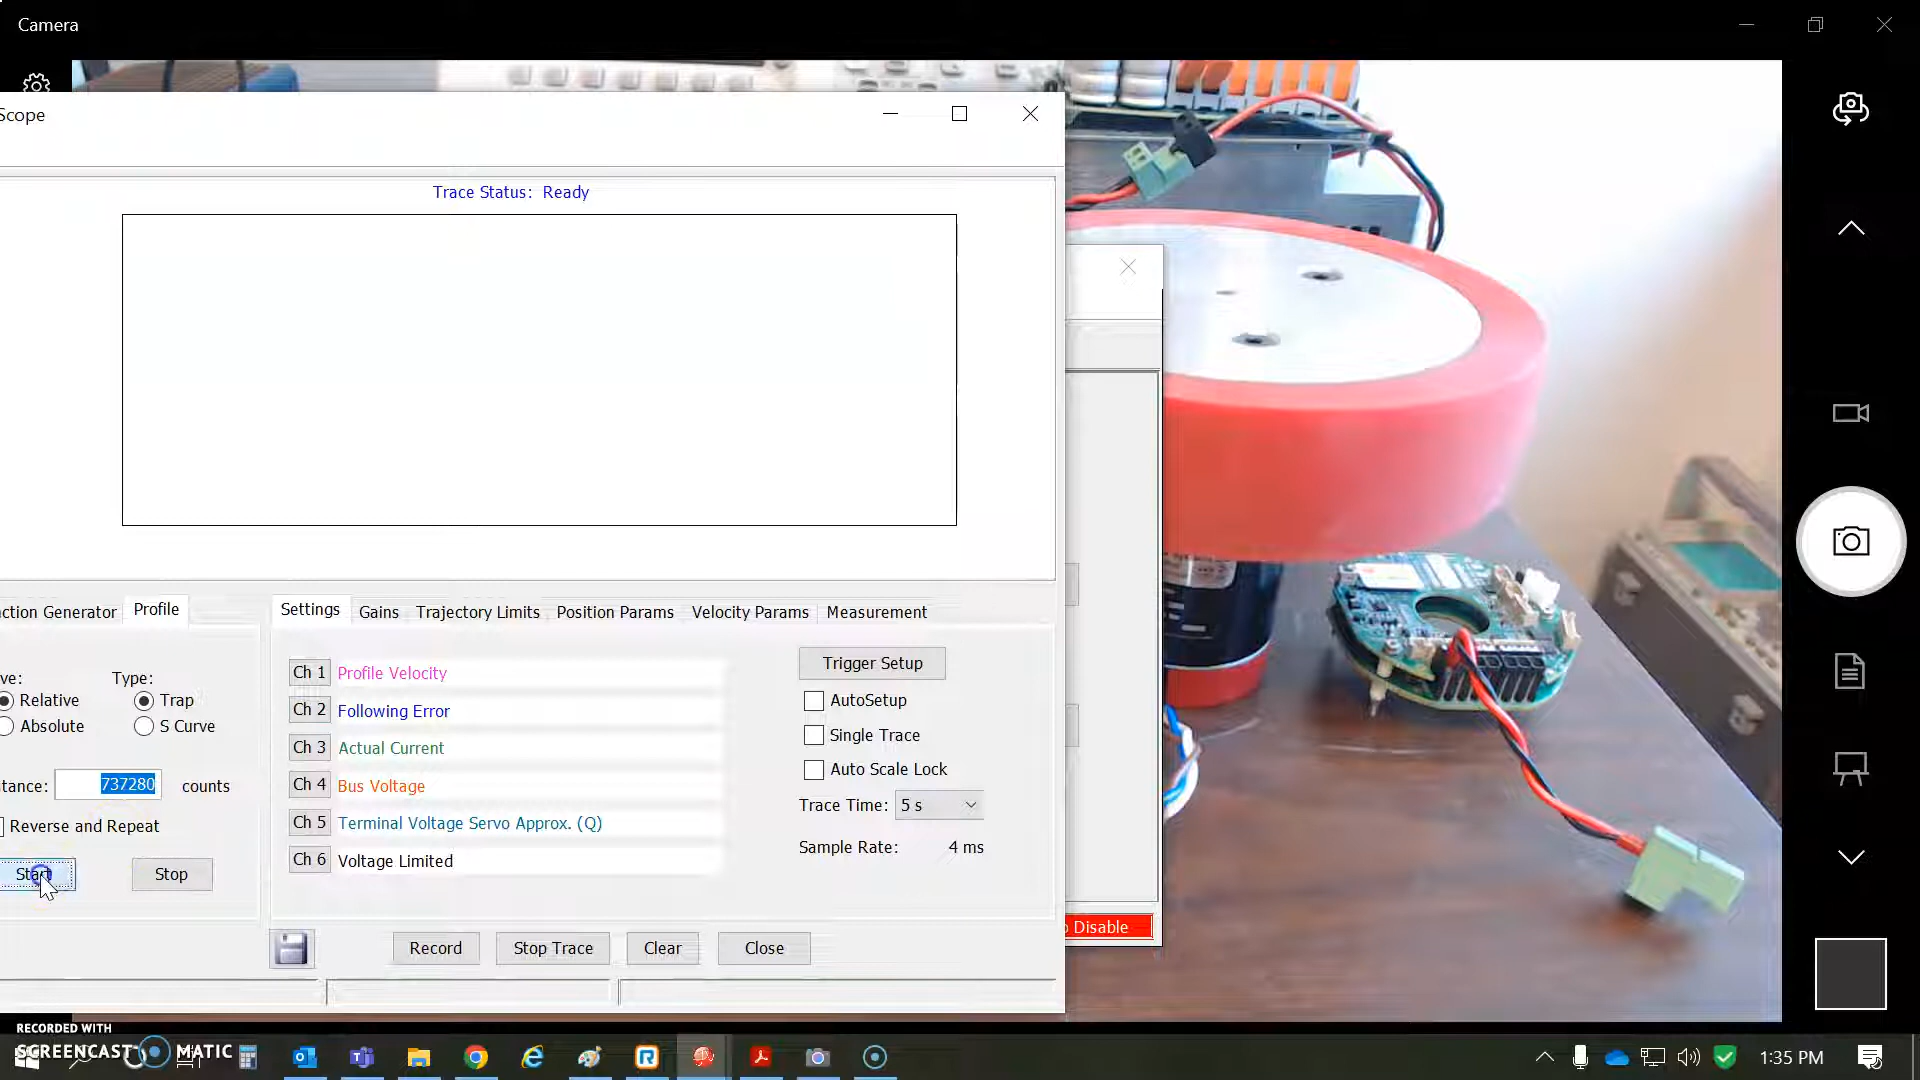 Camera
Scope
Trace Status: Ready
ction Generator
Profile
Settings
Gains
Trajectory Limits
Position Params
Velocity Params
Measurement
ve:
Type:
Relative
Trap
Absolute
S Curve
tance:
737280
counts
Reverse and Repeat
Start
Stop
Ch 1
Profile Velocity
Ch 2
Following Error
Ch 3
Actual Current
Ch 4
Bus Voltage
Ch 5
Terminal Voltage Servo Approx. (Q)
Ch 6
Voltage Limited
Trigger Setup
AutoSetup
Single Trace
Auto Scale Lock
Trace Time:
5 s
Sample Rate:
4 ms
Record
Stop Trace
Clear
Close
Disable
RECORDED WITH
SCREENCAST MATIC
1:35 PM